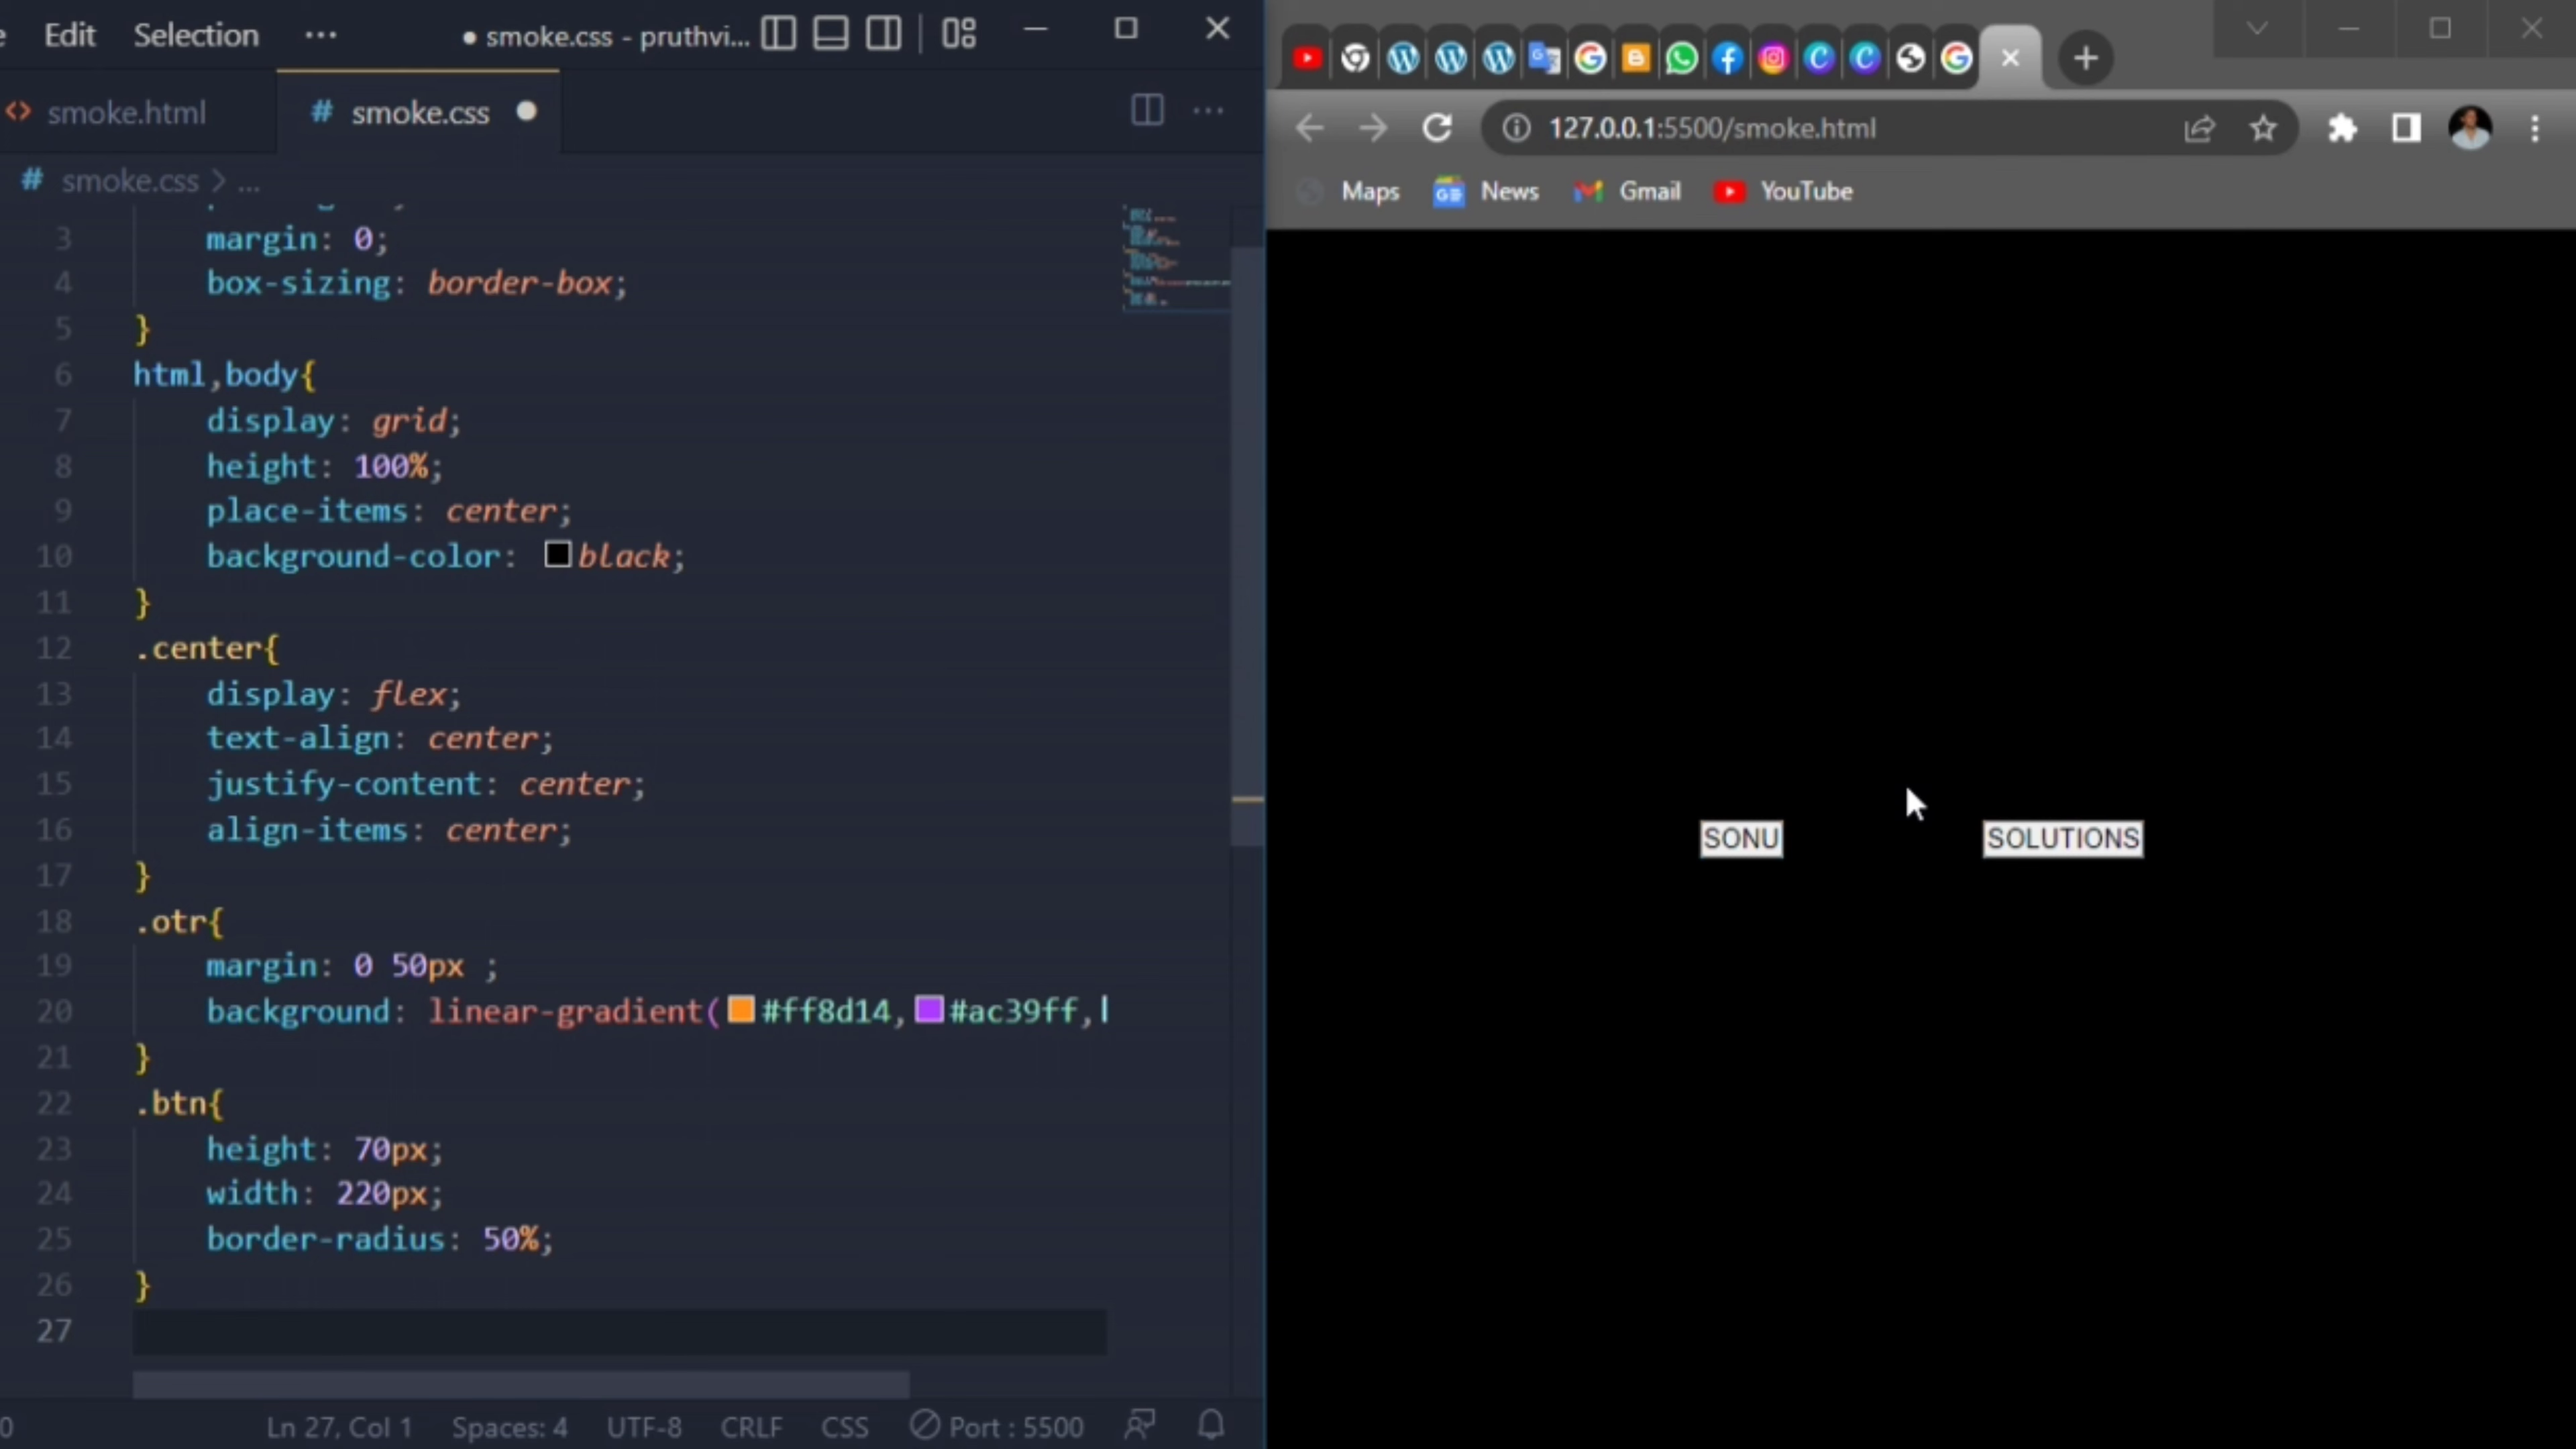 Edit Selection ··· ● smoke.css - pruthvi...
smoke.html # smoke.css
# smoke.css > ...
3 margin: 0;
4 box-sizing: border-box;
5 }
6 html,body{
7 display: grid;
8 height: 100%;
9 place-items: center;
10 background-color: black;
11 }
12 .center{
13 display: flex;
14 text-align: center;
15 justify-content: center;
16 align-items: center;
17 }
18 .otr{
19 margin: 0 50px ;
20 background: linear-gradient(#ff8d14,#ac39ff,
21 }
22 .btn{
23 height: 70px;
24 width: 220px;
25 border-radius: 50%;
26 }
27
Ln 27, Col 1 Spaces: 4 UTF-8 CRLF CSS Port : 5500
127.0.0.1:5500/smoke.html
Maps News Gmail YouTube
SONU SOLUTIONS